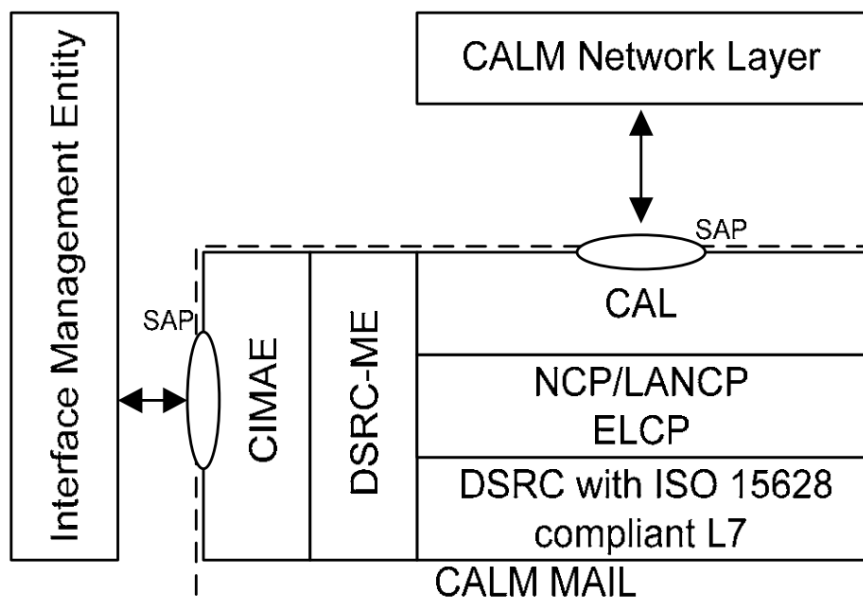 Interface Management Entity
CALM Network Layer
SAP
SAP
CIMAE
DSRC-ME
CAL
NCP/LANCP
ELCP
DSRC with ISO 15628
compliant L7
CALM MAIL